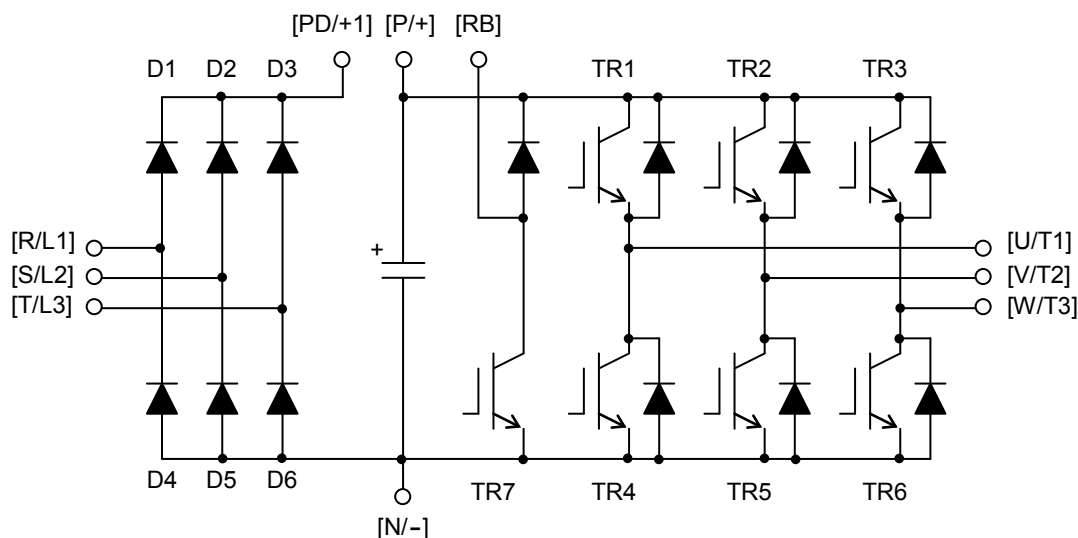 [PD/+1] [P/+] [RB]
D1 D2 D3 TR1 TR2 TR3
+
[R/L1] [U/T1]
[S/L2] [V/T2]
[T/L3] [W/T3]
D4 D5 D6 TR7 TR4 TR5 TR6
[N/-]